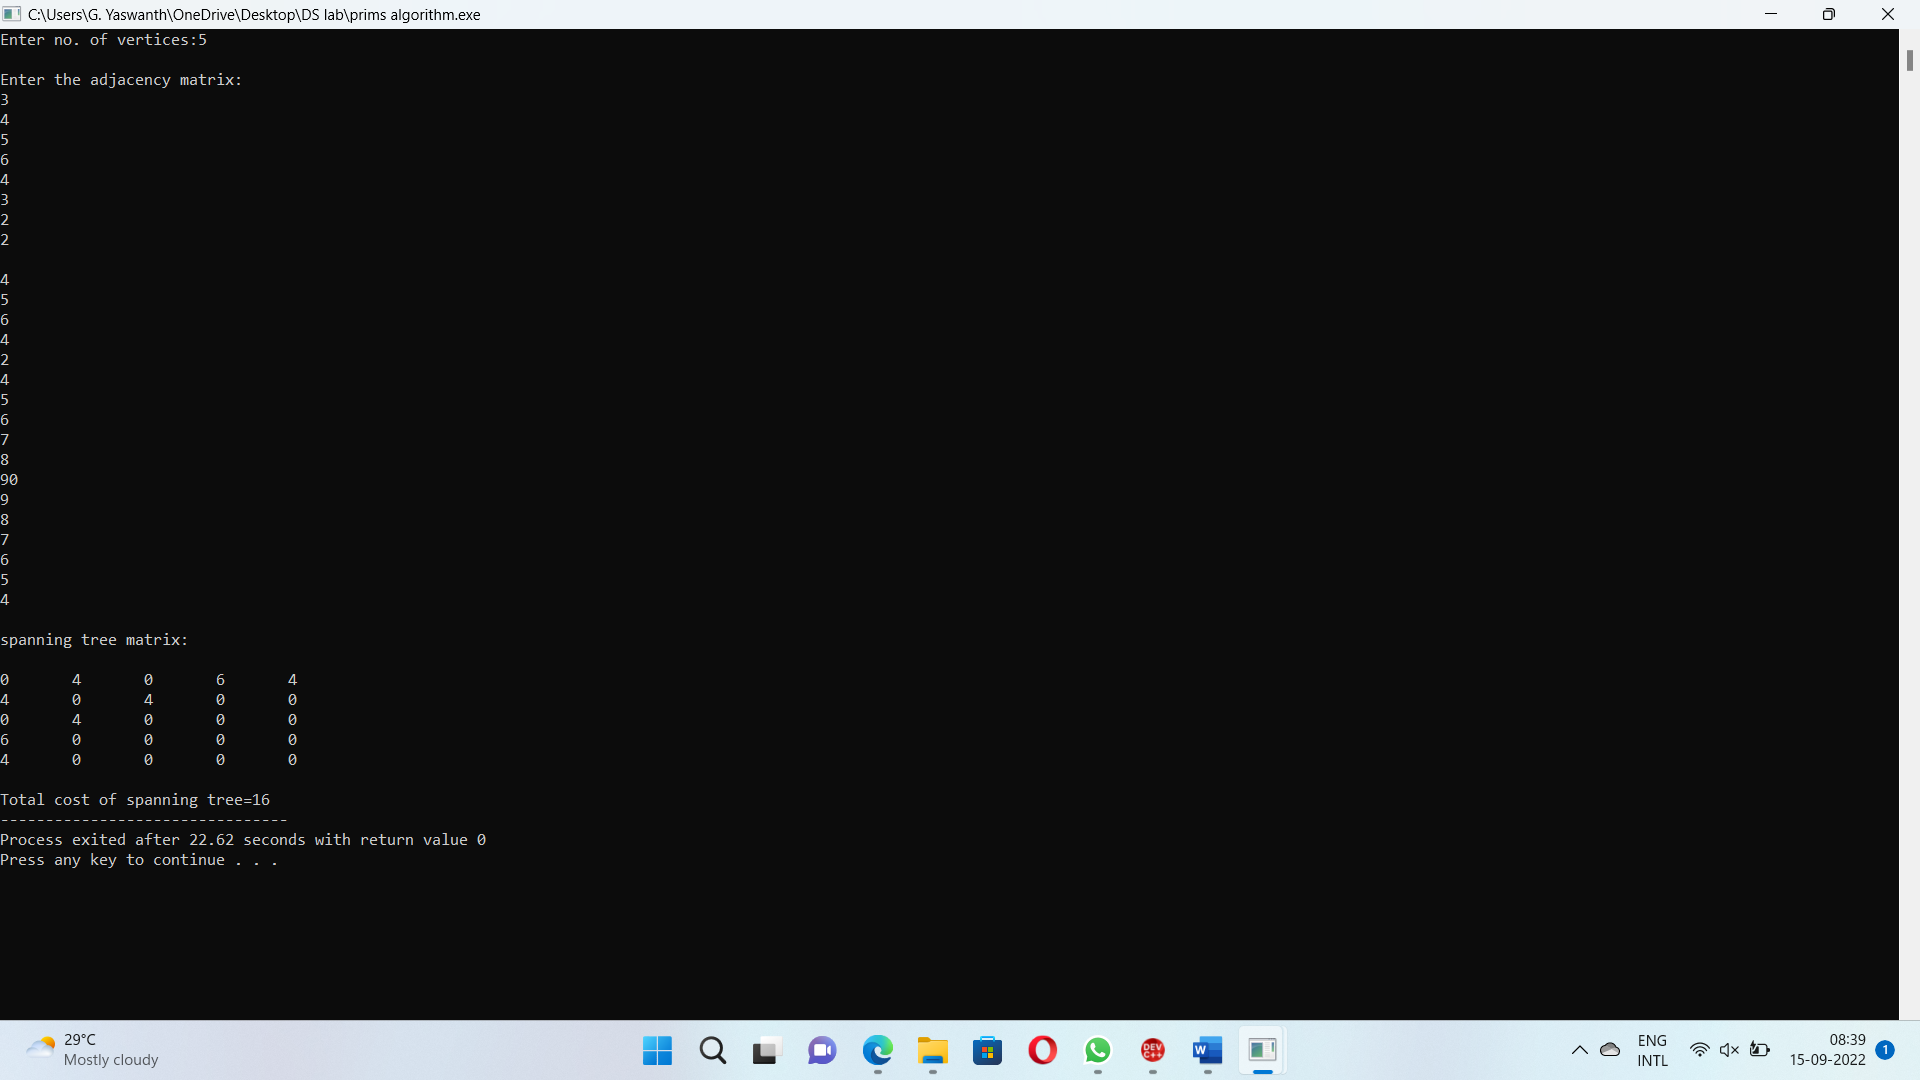 C:\Users\G. Yaswanth\OneDrive\Desktop\DS lab\prims algorithm.exe
Enter no. of vertices:5
Enter the adjacency matrix:
3
4
5
6
4
3
2
2
4
5
6
4
2
4
5
6
7
8
90
9
8
7
6
5
4
spanning tree matrix:
0 4 0 6 4
4 0 4 0 0
0 4 0 0 0
6 0 0 0 0
4 0 0 0 0
Total cost of spanning tree=16
--------------------------------
Process exited after 22.62 seconds with return value 0
Press any key to continue . . .
29°C
Mostly cloudy
DEV
C++
W
ENG
INTL
08:39
15-09-2022
1